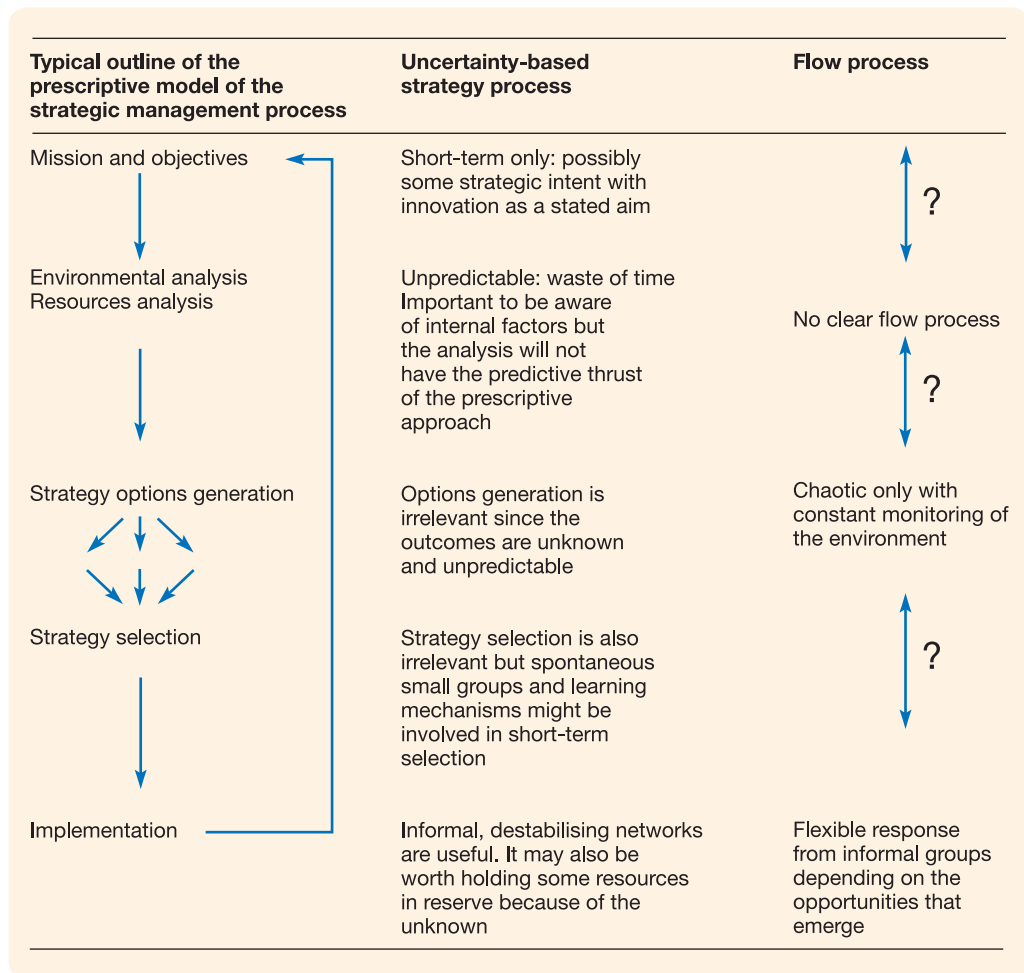 Typical outline of the
prescriptive model of the
strategic management process
Uncertainty-based
strategy process
Flow process
Mission and objectives
Short-term only: possibly
some strategic intent with
innovation as a stated aim
?
Environmental analysis
Resources analysis
Unpredictable: waste of time
Important to be aware
of internal factors but
the analysis will not
have the predictive thrust
of the prescriptive
approach
No clear flow process
?
Strategy options generation
Options generation is
irrelevant since the
outcomes are unknown
and unpredictable
Chaotic only with
constant monitoring of
the environment
Strategy selection
Strategy selection is also
irrelevant but spontaneous
small groups and learning
mechanisms might be
involved in short-term
selection
?
Implementation
Informal, destabilising networks
are useful. It may also be
worth holding some resources
in reserve because of the
unknown
Flexible response
from informal groups
depending on the
opportunities that
emerge